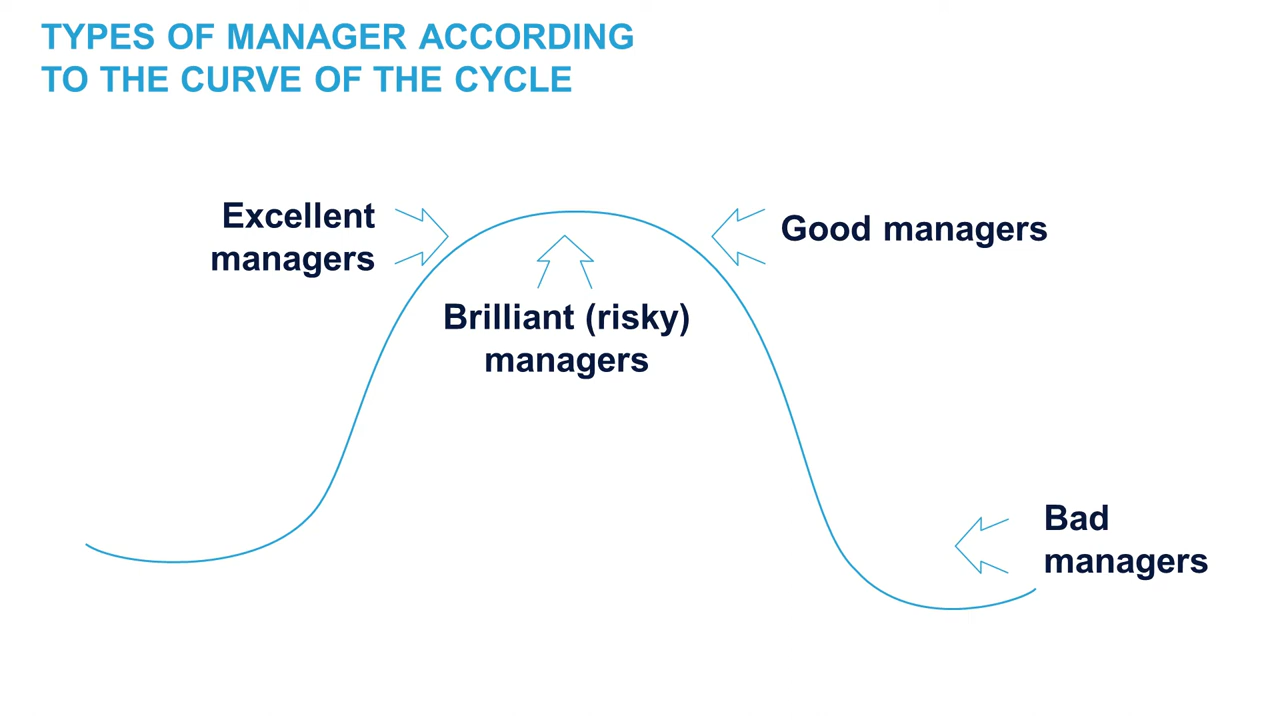 TYPES OF MANAGER ACCORDING
TO THE CURVE OF THE CYCLE
Excellent
managers
Good managers
Brilliant (risky)
managers
Bad
managers